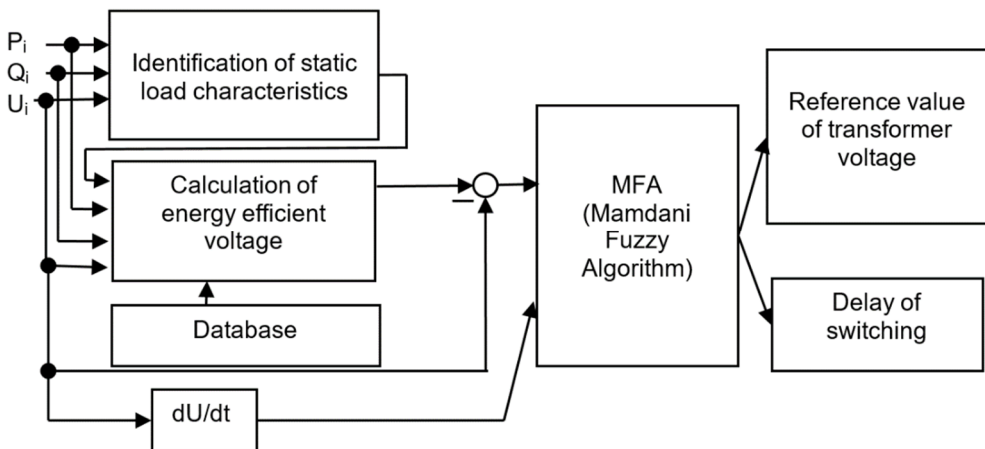 Pi
Qi
Ui
Identification of static
load characteristics
Calculation of
energy efficient
voltage
Database
dU/dt
MFA
(Mamdani
Fuzzy
Algorithm)
Reference value
of transformer
voltage
Delay of
switching